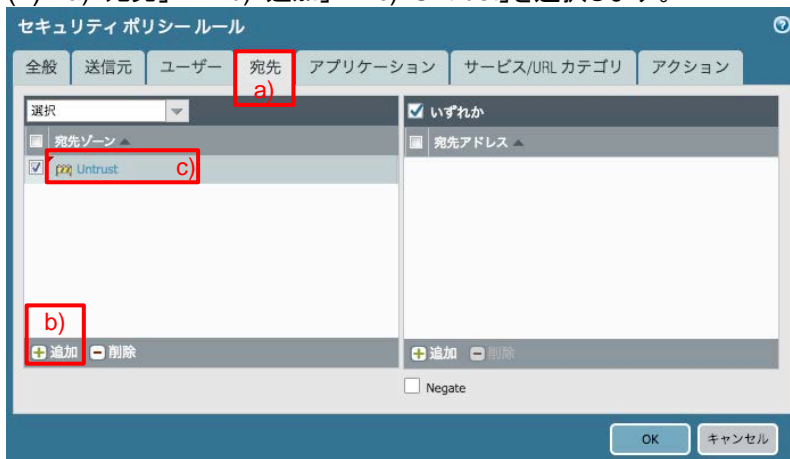 セキュリティ ポリシー ルール
全般 送信元 ユーザー 宛先 アプリケーション サービス/URL カテゴリ アクション
a)
選択
いずれか
宛先ゾーン
宛先アドレス
Untrust
c)
b)
追加 削除
追加 削除
Negate
OK キャンセル